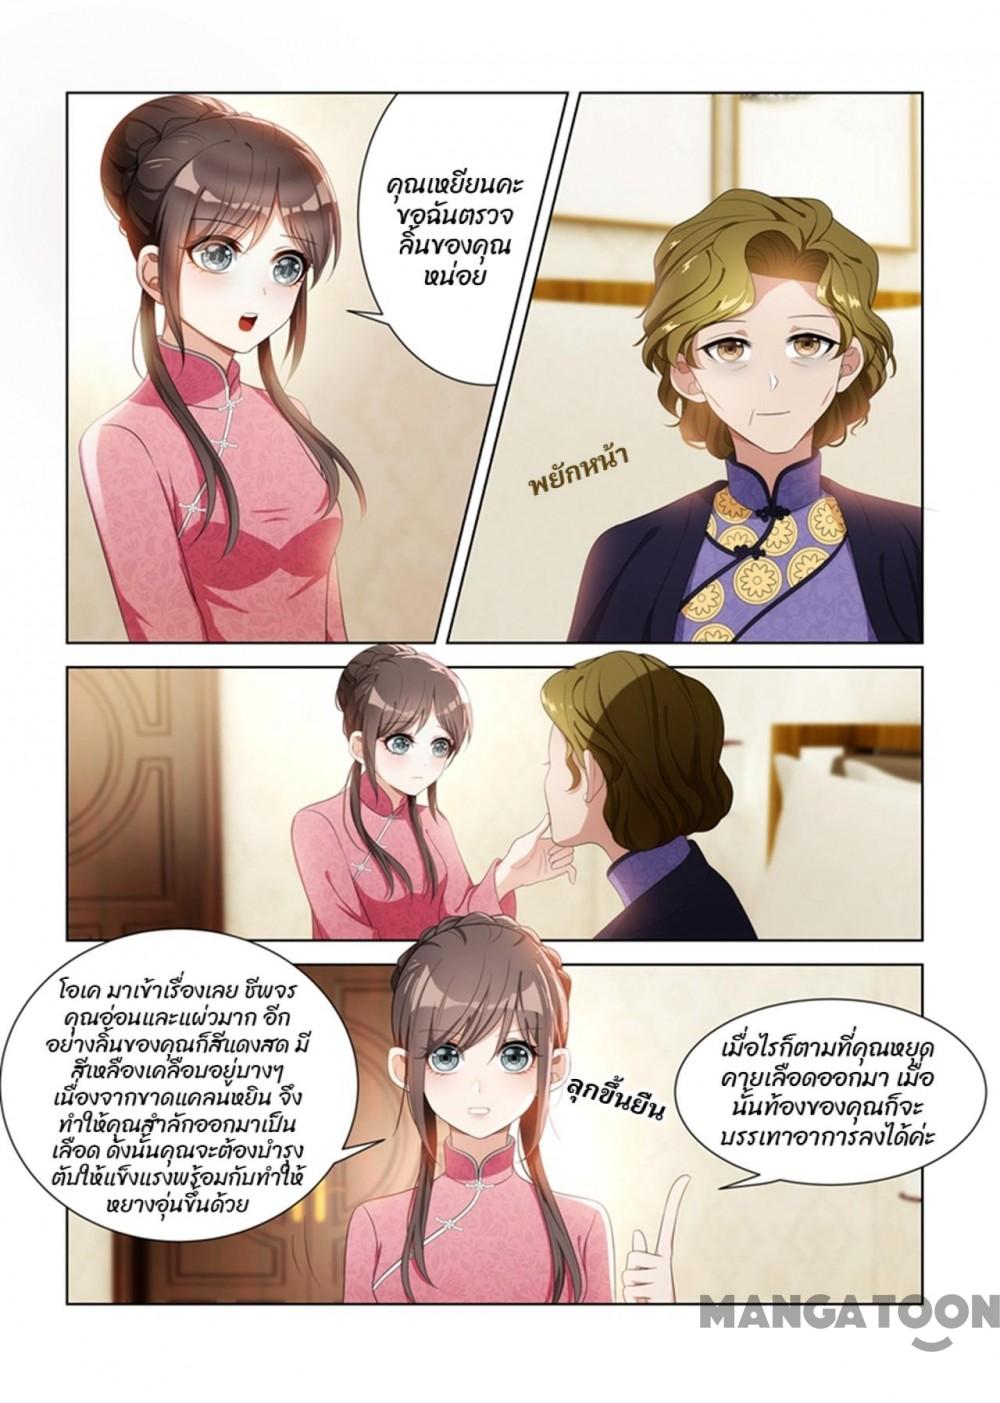 คุณเหยียนคะ
ขอฉันตรวจ
ลิ้นของคุณ
หน่อย
พยักหน้า
โอเค มาเข้าเรื่องเลย ชีพจร
คุณอ่อนและแผ่วมาก อีก
อย่างลิ้นของคุณก็สีแดงสด มี
สีเหลืองเคลือบอยู่บางๆ
เนื่องจากขาดแคลนหยิน จึง
ทำให้คุณสำลักออกมาเป็น
เลือด ดังนั้นคุณจะต้องบำรุง
ตับให้แข็งแรงพร้อมกับทำให้
หยางอุ่นขึ้นด้วย
ลุกขึ้นยืน
เมื่อไรก็ตามที่คุณหยุด
คายเลือดออกมา เมื่อ
นั้นท้องของคุณก็จะ
บรรเทาอาการลงได้ค่ะ
MANGATOON